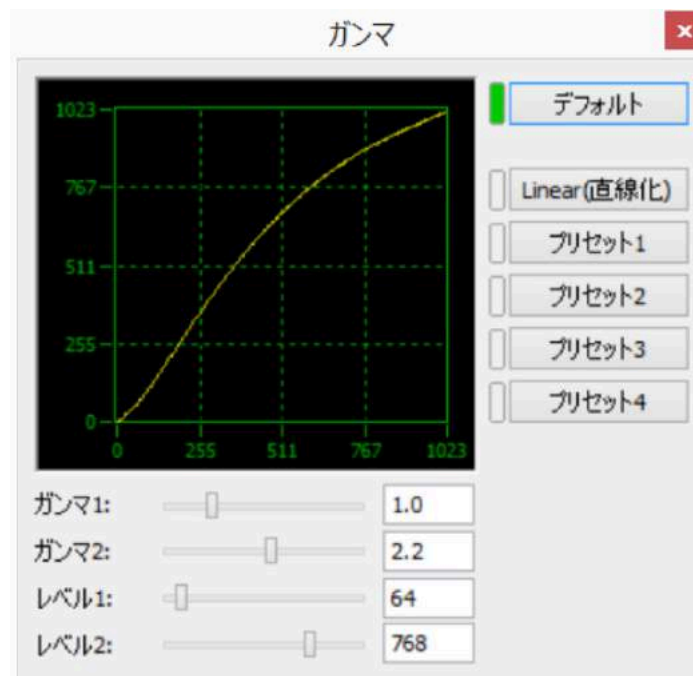 ガンマ
x
1023
767
511
255
0
0 255 511 767 1023
デフォルト
Linear(直線化)
プリセット1
プリセット2
プリセット3
プリセット4
ガンマ1: 1.0
ガンマ2: 2.2
レベル1: 64
レベル2: 768